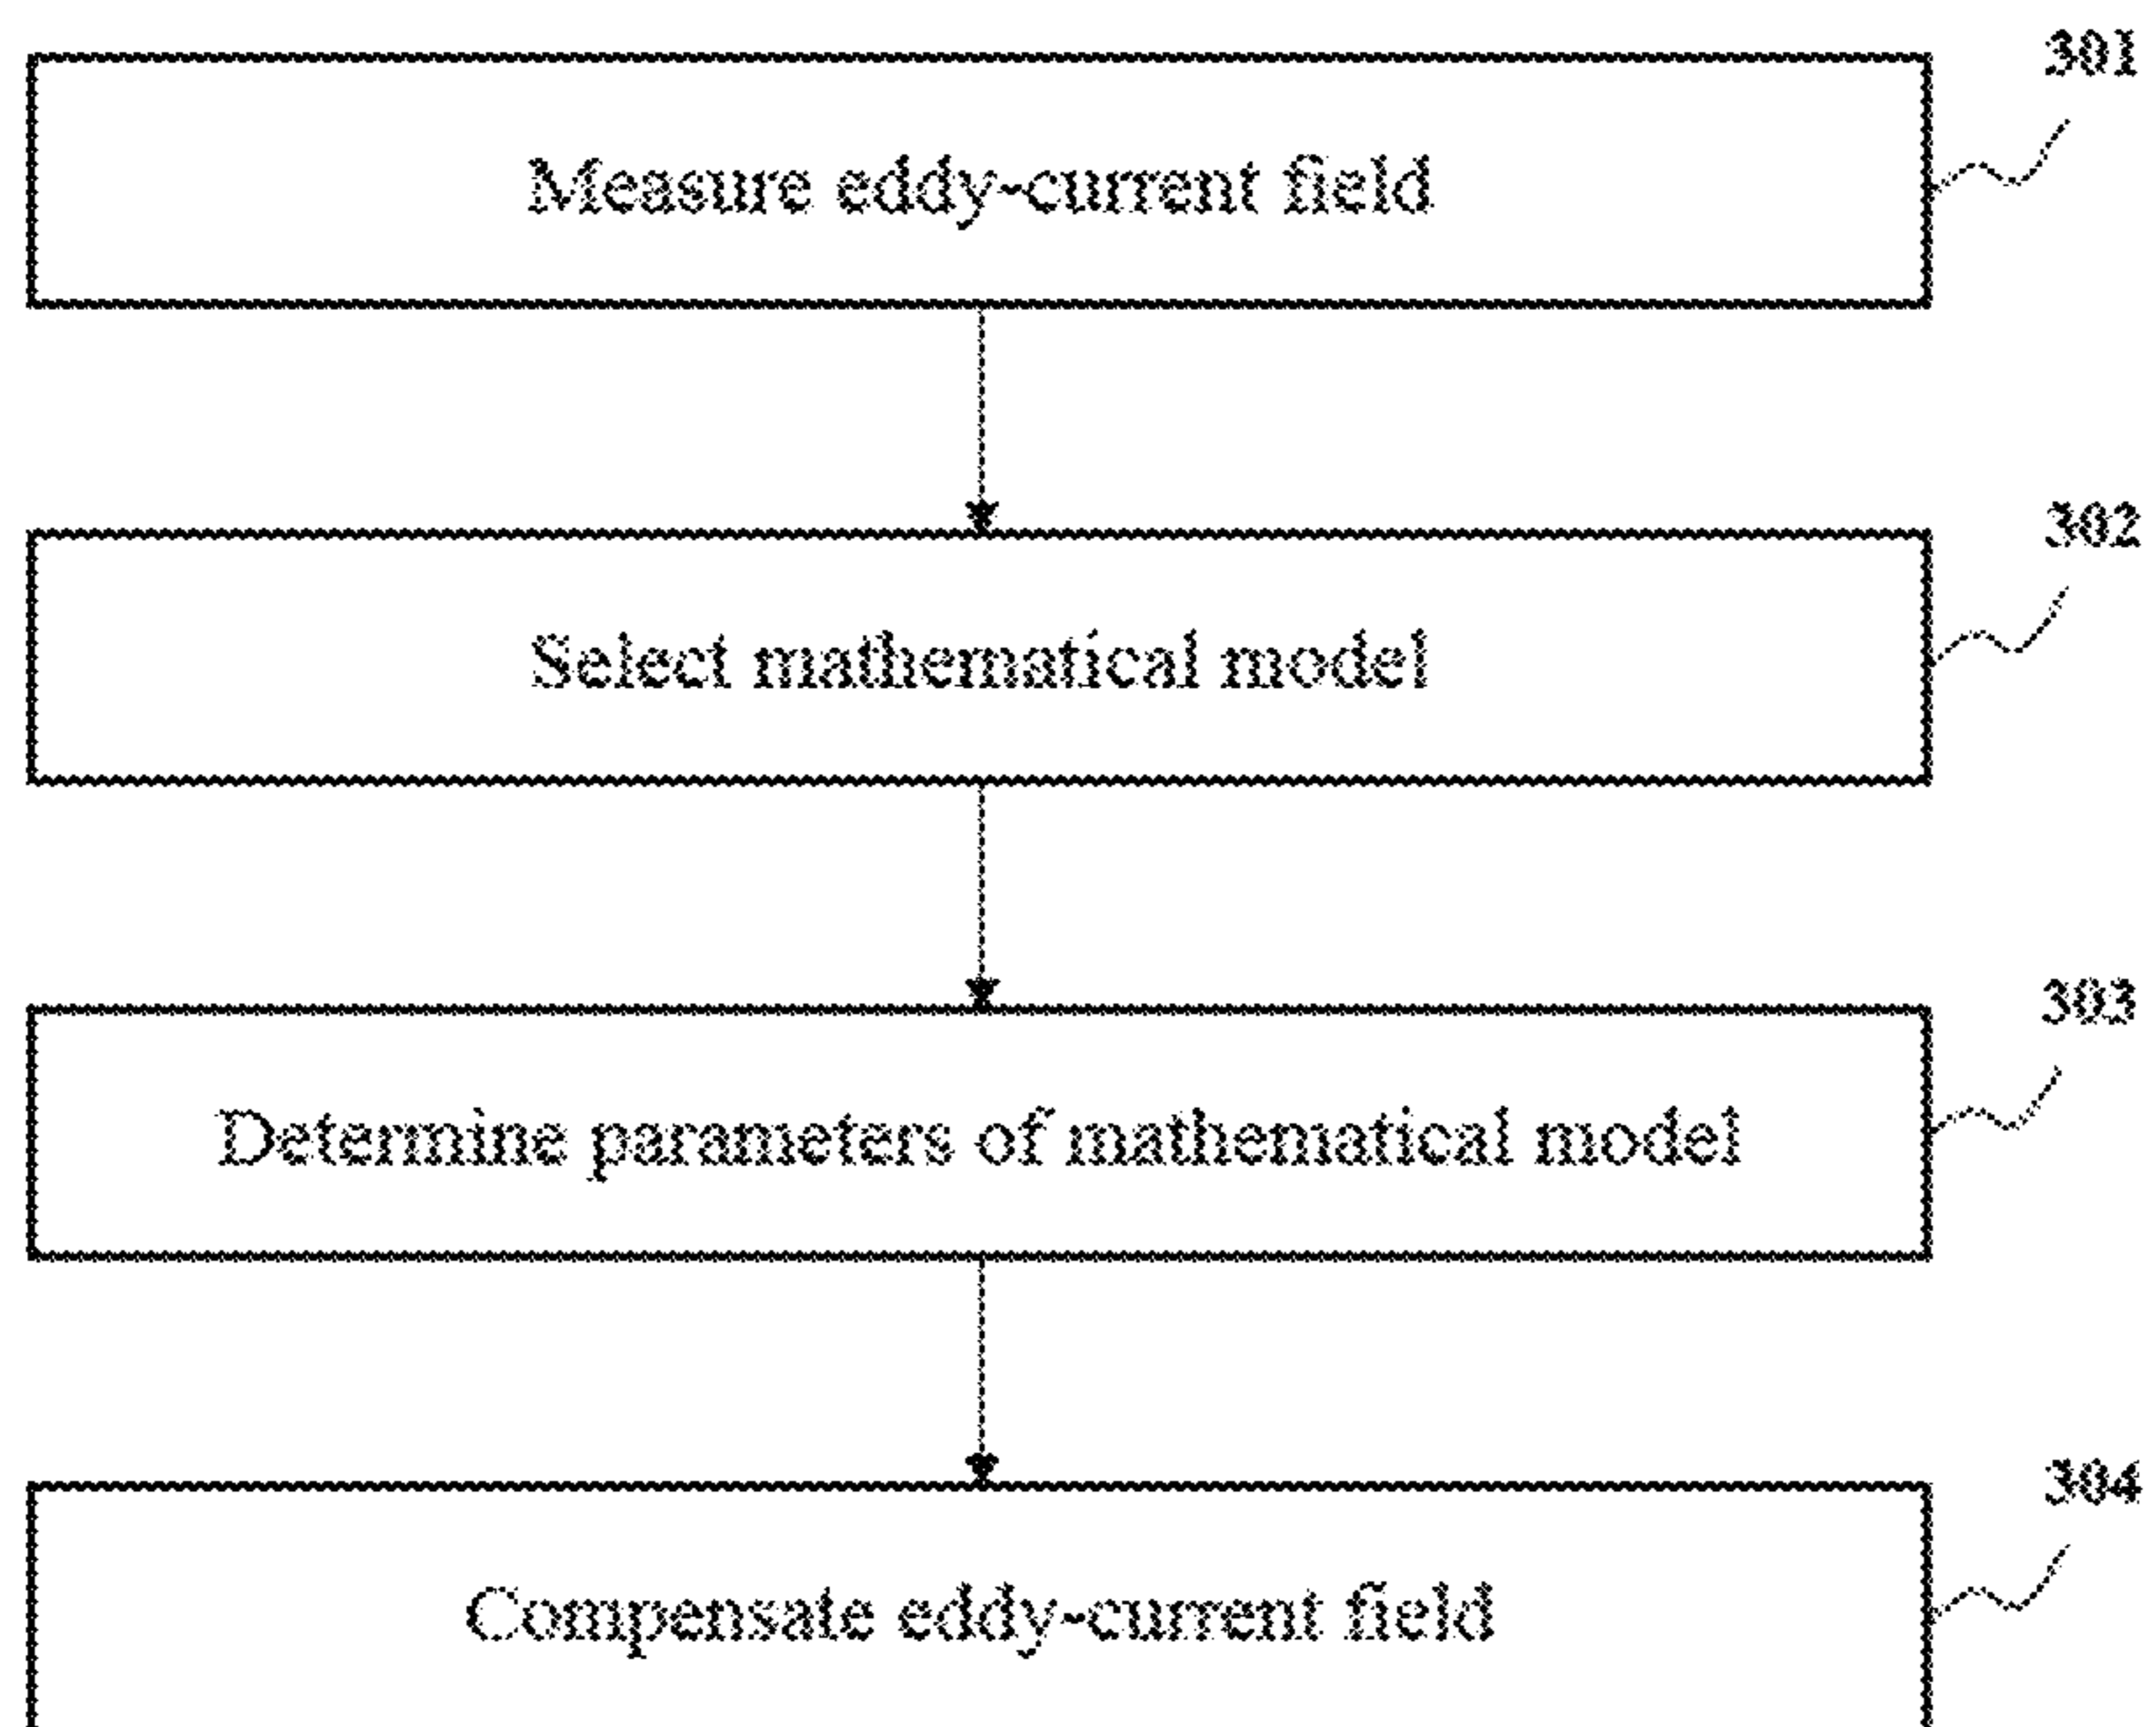 301
Measure eddy-current field
302
Select mathematical model
303
Determine parameters of mathematical model
304
Compensate eddy-current field